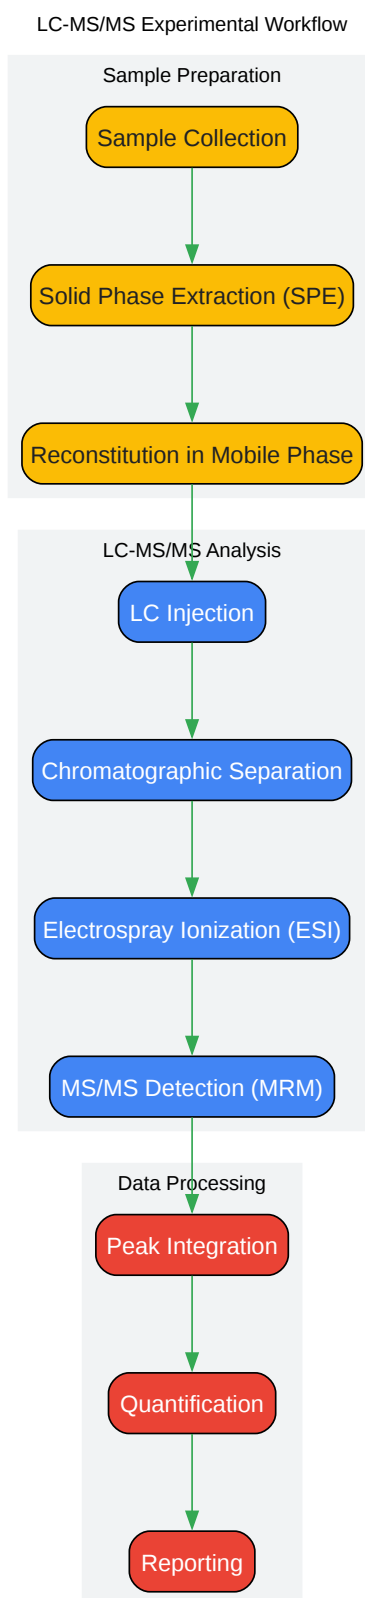 LC-MS/MS Experimental Workflow
Sample Preparation
Sample Collection
Solid Phase Extraction (SPE)
Reconstitution in Mobile Phase
LC-MS/MS Analysis
LC Injection
Chromatographic Separation
Electrospray Ionization (ESI)
MS/MS Detection (MRM)
Data Processing
Peak Integration
Quantification
Reporting